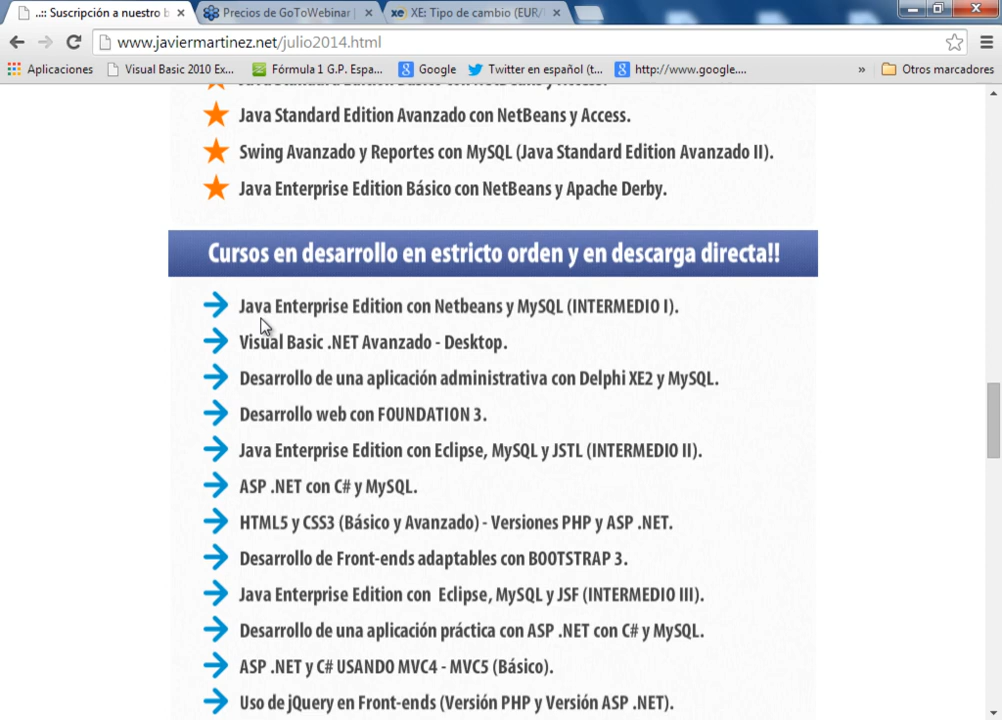 ..:: Suscripción a nuestro b
Precios de GoToWebinar |
XE: Tipo de cambio (EUR/
www.javiermartinez.net/julio2014.html
Aplicaciones
Visual Basic 2010 Ex...
Fórmula 1 G.P. Espa...
Google
Twitter en español (t...
http://www.google....
»
Otros marcadores
Java Standard Edition Básico con NetBeans y Access.
Java Standard Edition Avanzado con NetBeans y Access.
Swing Avanzado y Reportes con MySQL (Java Standard Edition Avanzado II).
Java Enterprise Edition Básico con NetBeans y Apache Derby.
Cursos en desarrollo en estricto orden y en descarga directa!!
Java Enterprise Edition con Netbeans y MySQL (INTERMEDIO I).
Visual Basic .NET Avanzado - Desktop.
Desarrollo de una aplicación administrativa con Delphi XE2 y MySQL.
Desarrollo web con FOUNDATION 3.
Java Enterprise Edition con Eclipse, MySQL y JSTL (INTERMEDIO II).
ASP .NET con C# y MySQL.
HTML5 y CSS3 (Básico y Avanzado) - Versiones PHP y ASP .NET.
Desarrollo de Front-ends adaptables con BOOTSTRAP 3.
Java Enterprise Edition con Eclipse, MySQL y JSF (INTERMEDIO III).
Desarrollo de una aplicación práctica con ASP .NET con C# y MySQL.
ASP .NET y C# USANDO MVC4 - MVC5 (Básico).
Uso de jQuery en Front-ends (Versión PHP y Versión ASP .NET).